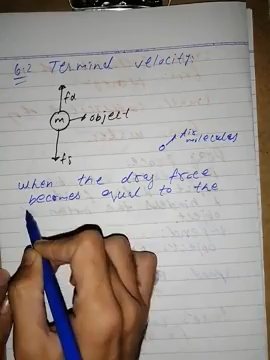 6.2 Terminal velocity:
fd
m → object
air
molecules
fg
when the drag force
becomes equal to the